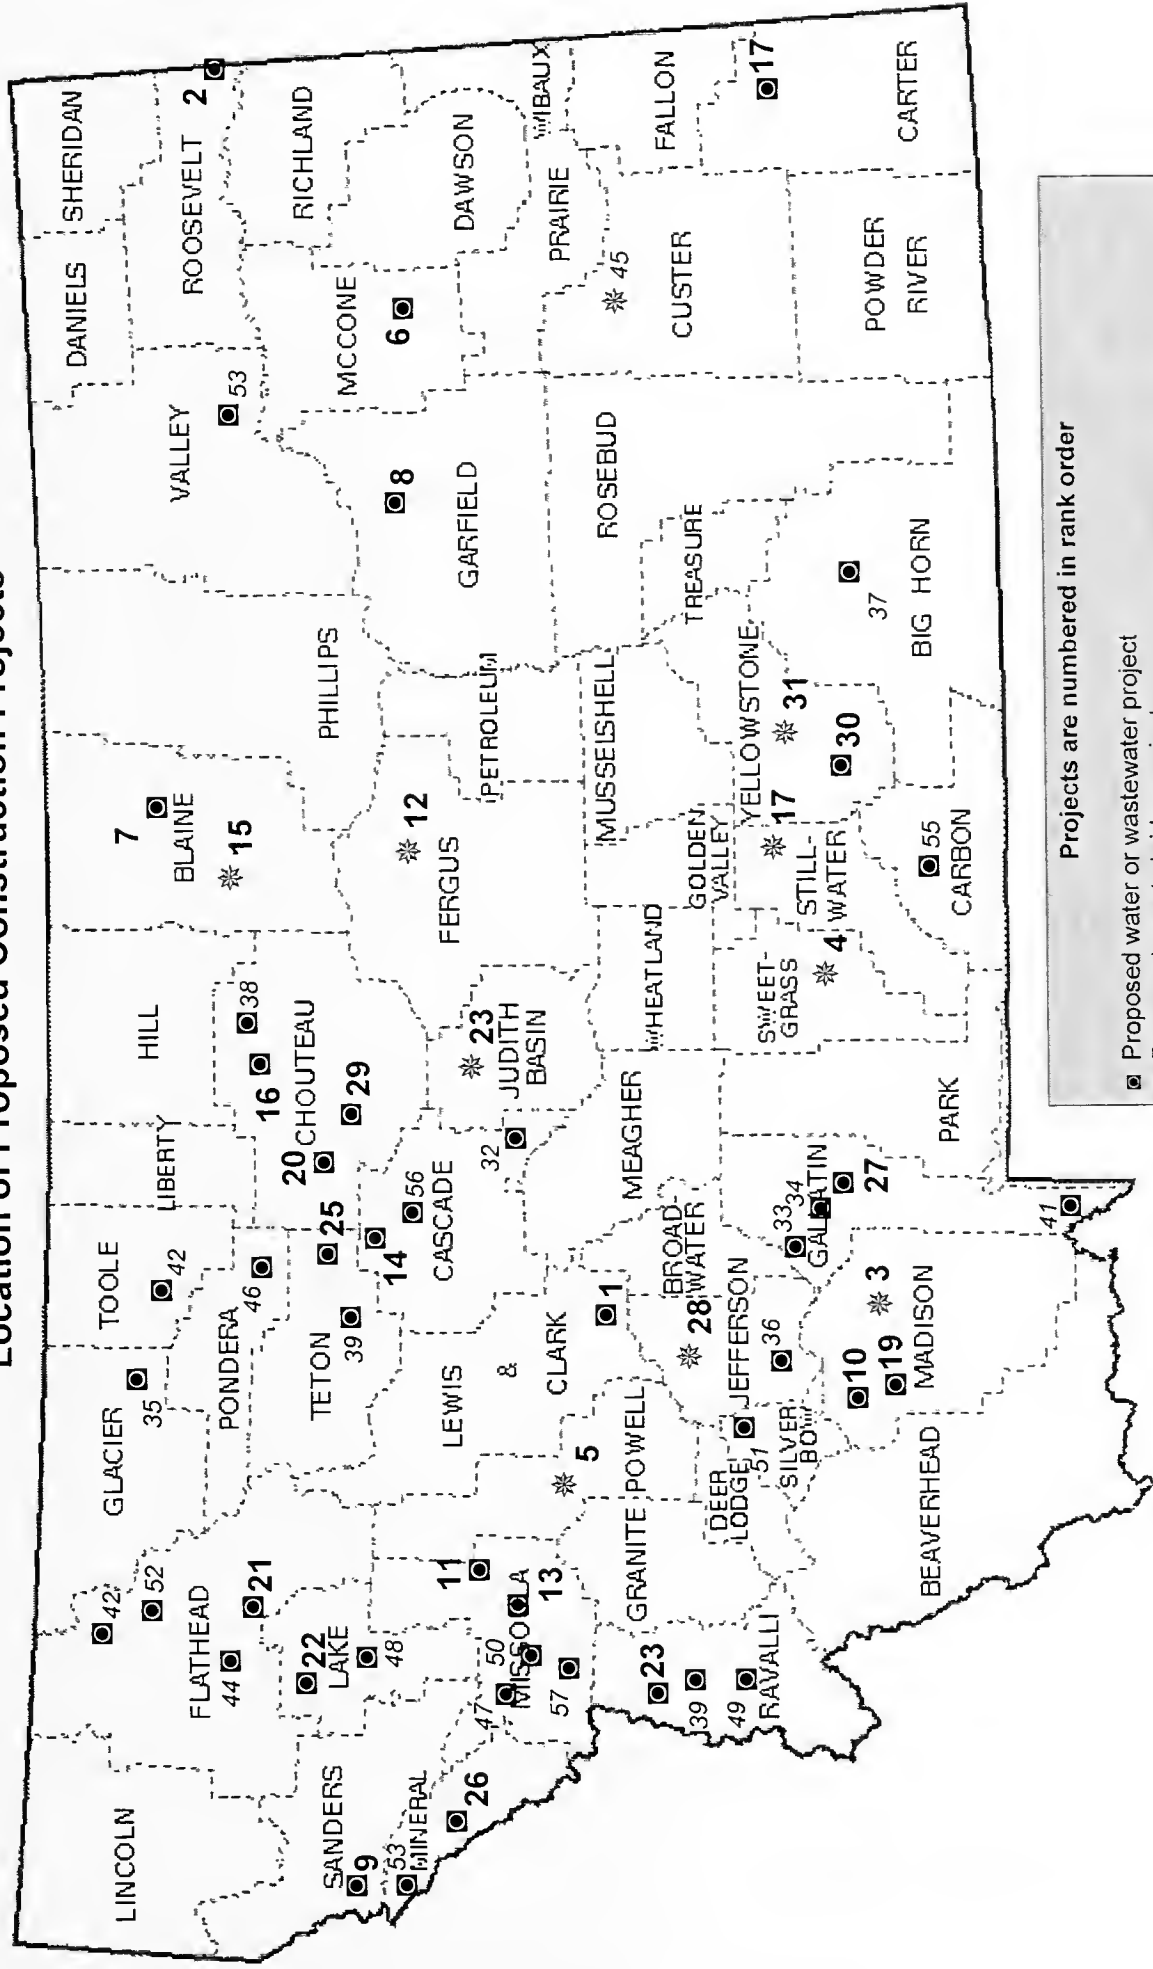 Location of Proposed Construction Projects
LINCOLN
FLATHEAD
GLACIER
TOOLE
LIBERTY
HILL
BLAINE
PHILLIPS
VALLEY
DANIELS
SHERIDAN
ROOSEVELT
SANDERS
LAKE
PONDERA
TETON
CHOUTEAU
RICHLAND
MCCONE
MINERAL
MISSOULA
LEWIS
&
CLARK
CASCADE
JUDITH
BASIN
FERGUS
PETROLEUM
GARFIELD
DAWSON
WIBAUX
PRAIRIE
GRANITE
POWELL
BROAD-
WATER
MEAGHER
WHEATLAND
MUSSELSHELL
GOLDEN
VALLEY
ROSEBUD
TREASURE
CUSTER
FALLON
RAVALLI
DEER
LODGE
SILVER
BOW
JEFFERSON
GALLATIN
SWEET-
GRASS
STILL-
WATER
YELLOWSTONE
BEAVERHEAD
MADISON
PARK
CARBON
BIG HORN
POWDER
RIVER
CARTER
42
52
35
42
7
15
53
2
44
21
46
16
38
22
48
39
25
20
29
6
9
53
26
11
13
47
50
57
14
56
32
23
12
8
45
5
1
23
39
49
51
28
36
33
34
27
4
17
31
30
37
17
10
19
3
41
55
Projects are numbered in rank order
Proposed water or wastewater project